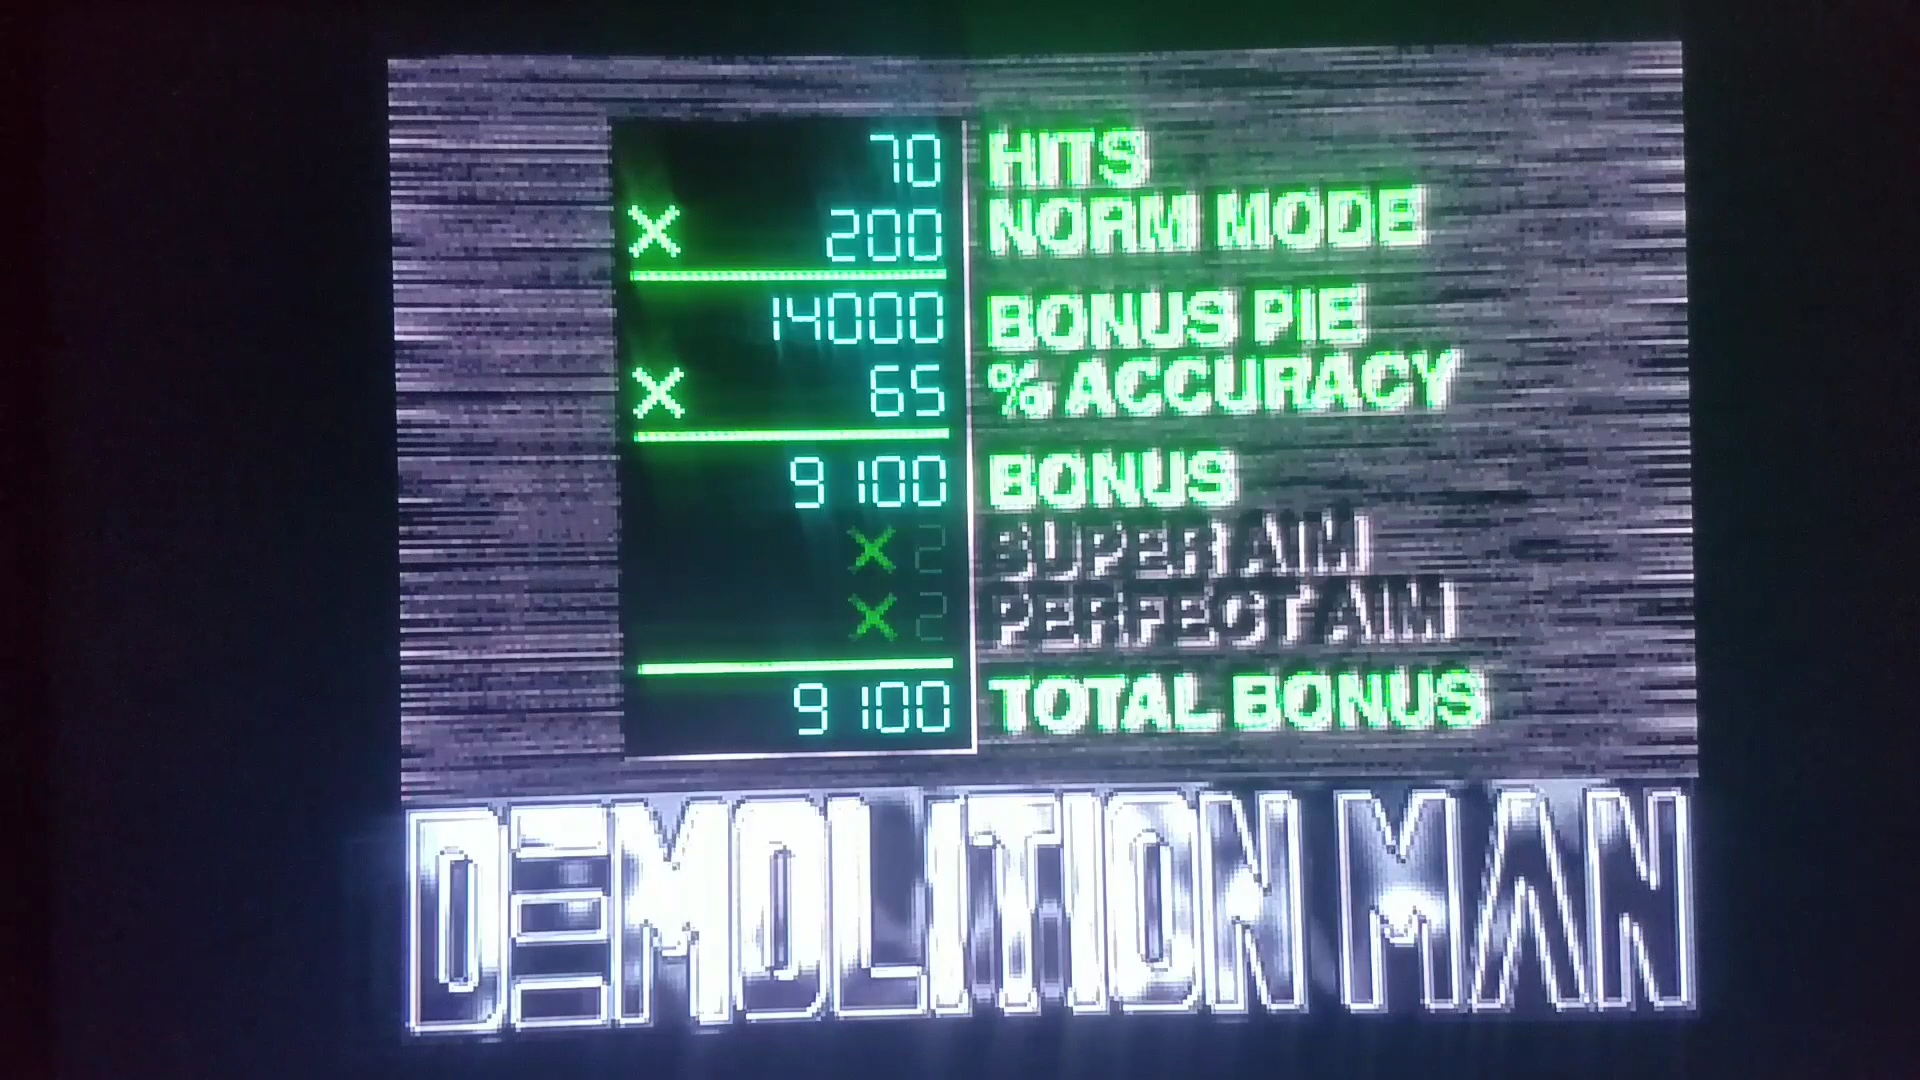 70 HITS
X 200 NORM MODE
14000 BONUS PIE
X 65 % ACCURACY
9100 BONUS
X 2 SUPER AIM
X 2 PERFECT AIM
9100 TOTAL BONUS
DEMOLITION MAN